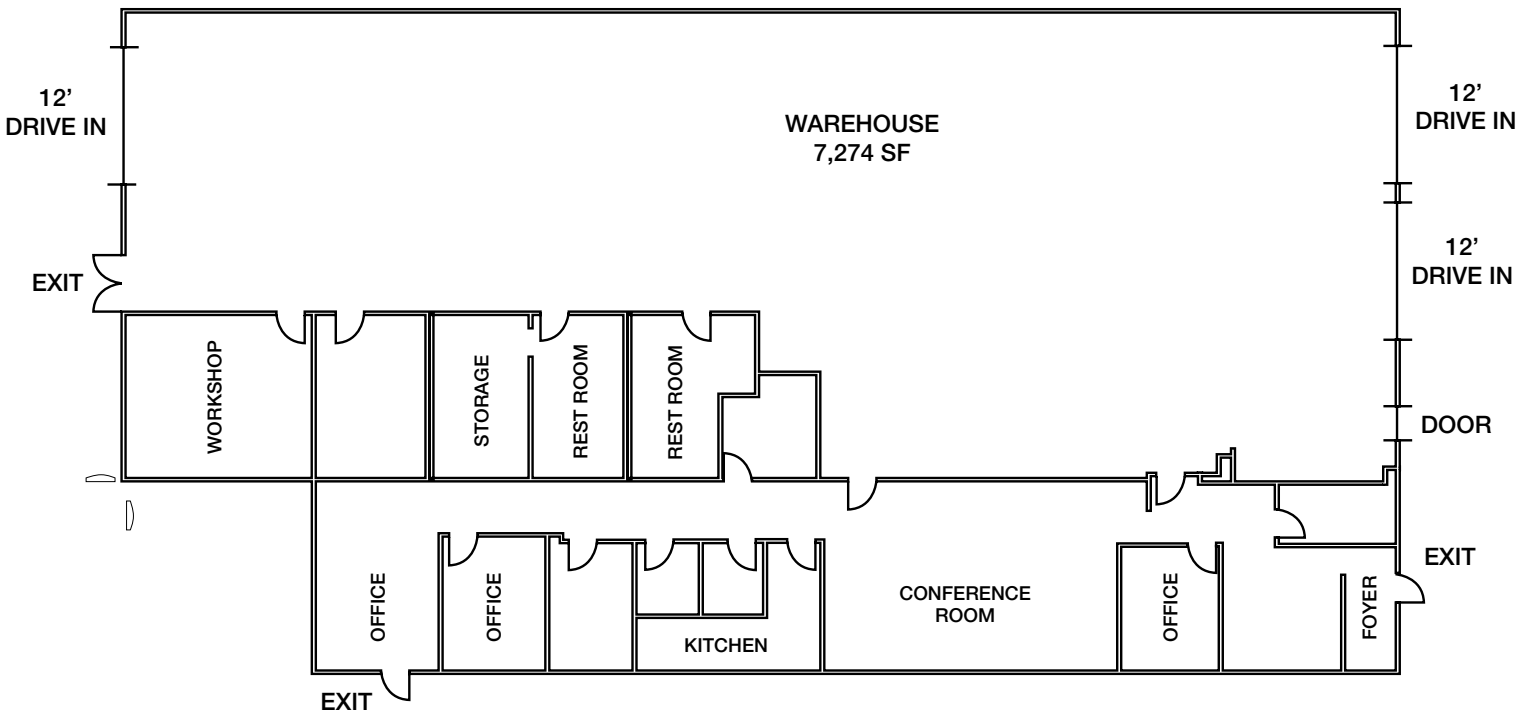 12’
DRIVE IN
WAREHOUSE
7,274 SF
12’
DRIVE IN
12’
DRIVE IN
EXIT
WORKSHOP
STORAGE
REST ROOM
REST ROOM
DOOR
EXIT
OFFICE
OFFICE
KITCHEN
CONFERENCE
ROOM
OFFICE
FOYER
EXIT